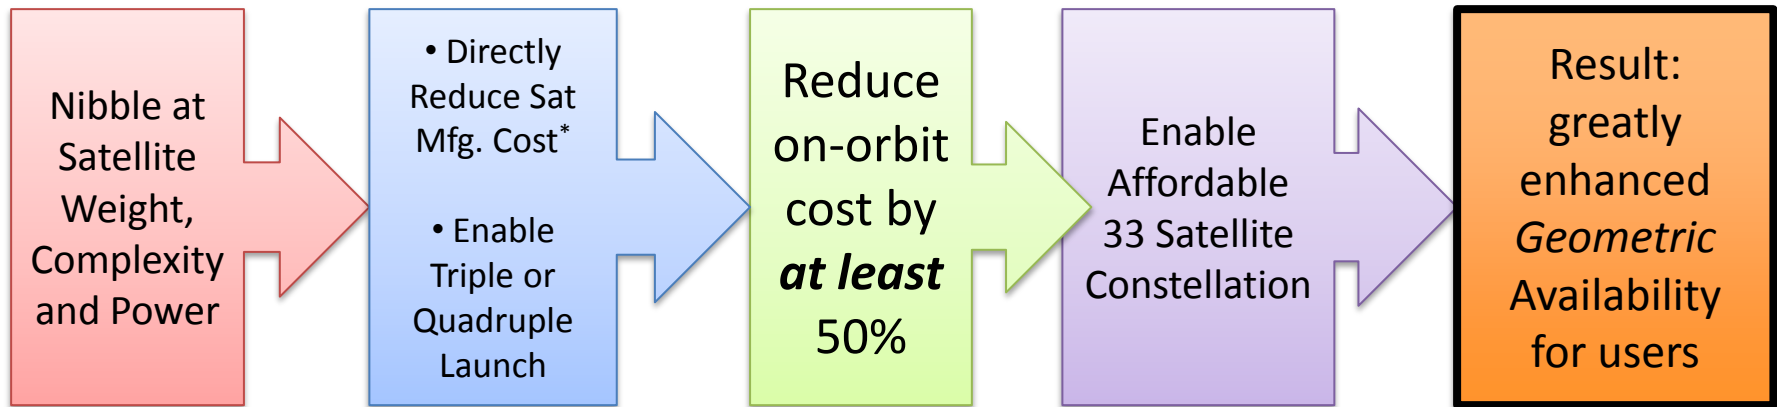 Nibble at
Satellite
Weight,
Complexity
and Power
• Directly
Reduce Sat
Mfg. Cost*
• Enable
Triple or
Quadruple
Launch
Reduce
on-orbit
cost by
at least
50%
Enable
Affordable
33 Satellite
Constellation
Result:
greatly
enhanced
Geometric
Availability
for users